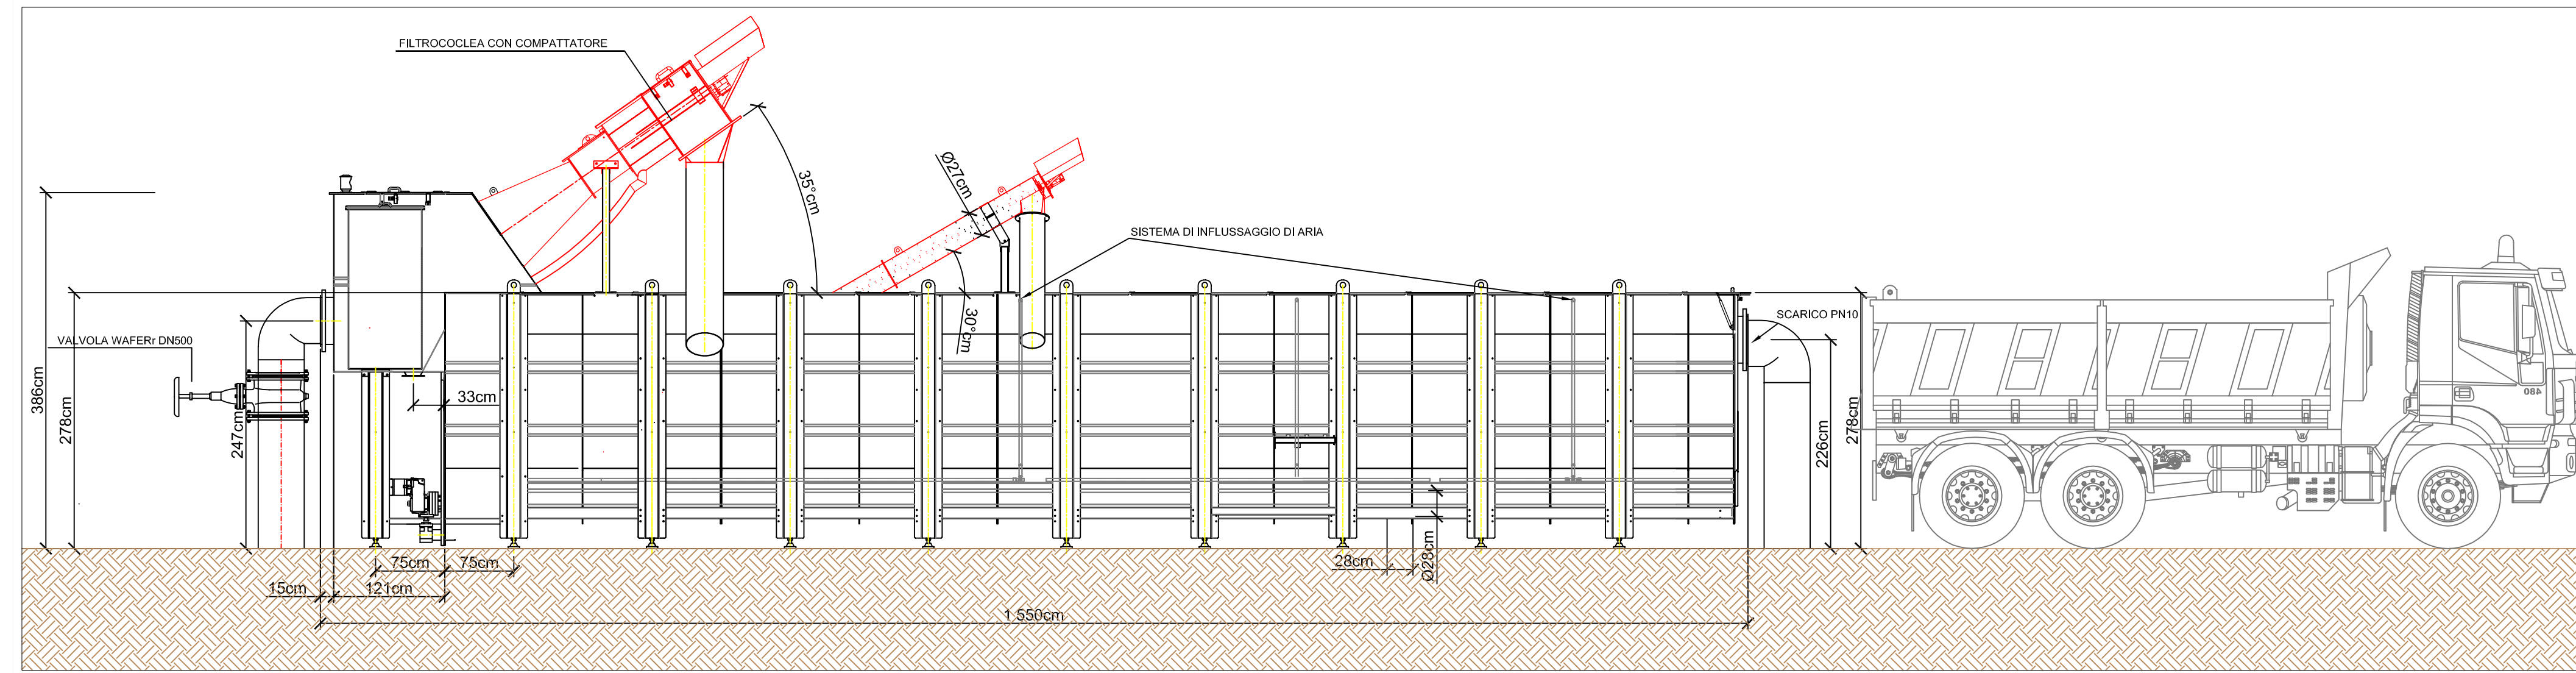 FILTROCOCLEA CON COMPATTATORE
35°cm
Ø27cm
SISTEMA DI INFLUSSAGGIO DI ARIA
30°cm
SCARICO PN10
VALVOLA WAFERr DN500
386cm
278cm
247cm
33cm
226cm
278cm
480
75cm
75cm
28cm
Ø28cm
15cm
121cm
1.550cm